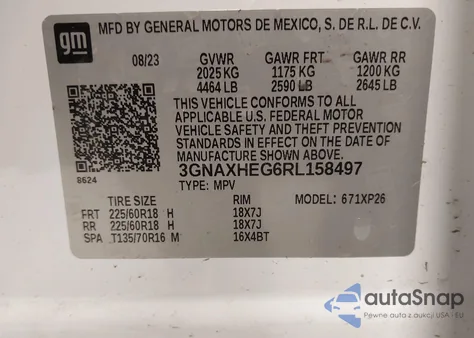 gm
MFD BY GENERAL MOTORS DE MEXICO, S. DE R.L. DE C.V.
08/23 GVWR GAWR FRT GAWR RR
2025 KG 1175 KG 1200 KG
4464 LB 2590 LB 2645 LB
THIS VEHICLE CONFORMS TO ALL
APPLICABLE U.S. FEDERAL MOTOR
VEHICLE SAFETY AND THEFT PREVENTION
STANDARDS IN EFFECT ON THE DATE OF
MANUFACTURE SHOWN ABOVE.
8624 3GNAXHEG6RL158497
TYPE: MPV MODEL: 671XP26
TIRE SIZE RIM
FRT 225/60R18 H 18X7J
RR 225/60R18 H 18X7J
SPA T135/70R16 M 16X4BT
autoSnap
Pewne auto z aukcji USA i EU